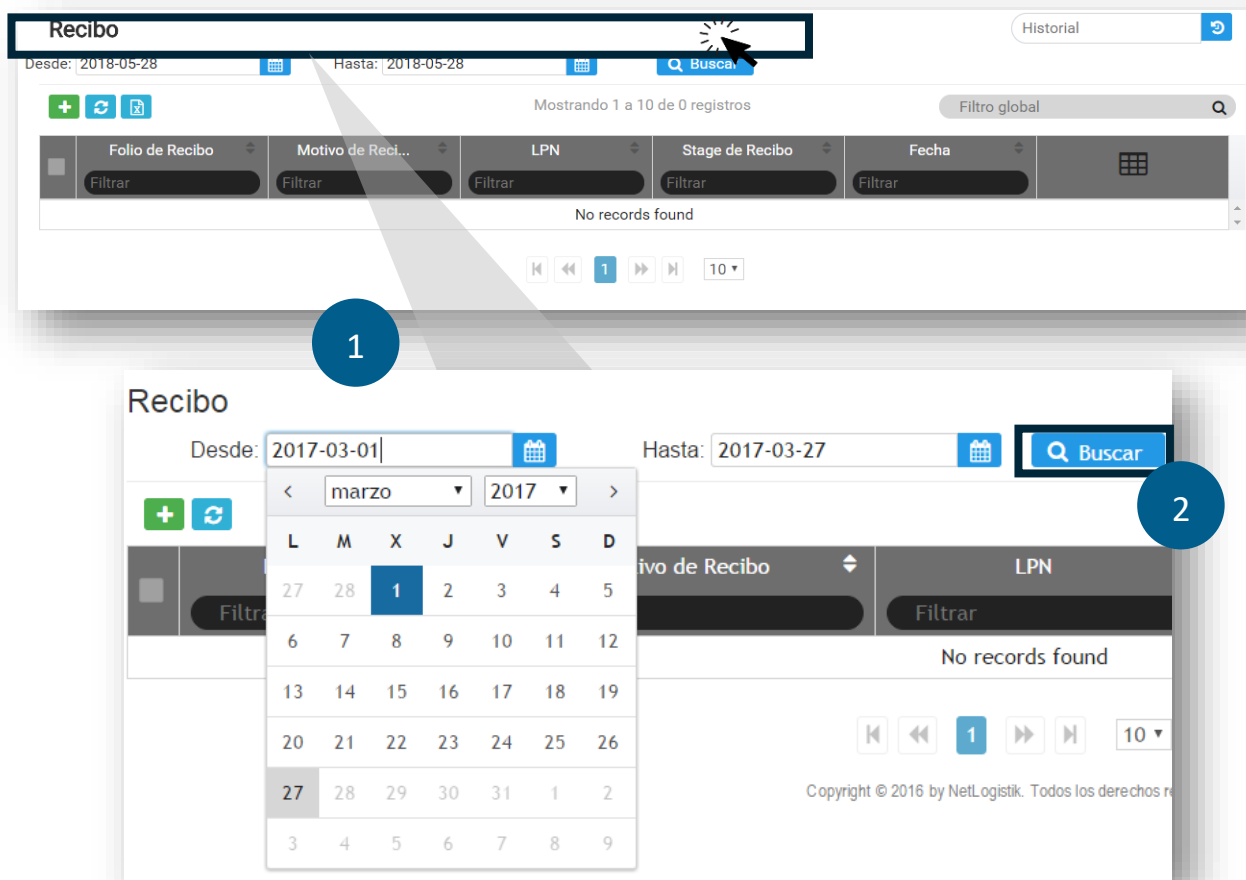 Recibo
Historial
Desde: 2018-05-28 Hasta: 2018-05-28 Buscar
Mostrando 1 a 10 de 0 registros
Filtro global
Folio de Recibo Motivo de Reci... LPN Stage de Recibo Fecha
Filtrar Filtrar Filtrar Filtrar Filtrar
No records found
1 10
1
Recibo
Desde: 2017-03-01 Hasta: 2017-03-27 Buscar
2
marzo 2017
L M X J V S D
ivo de Recibo LPN
27 28 1 2 3 4 5
Filtra Filtrar
6 7 8 9 10 11 12
No records found
13 14 15 16 17 18 19
20 21 22 23 24 25 26
1 10
27 28 29 30 31 1 2
Copyright © 2016 by NetLogistik. Todos los derechos re
3 4 5 6 7 8 9